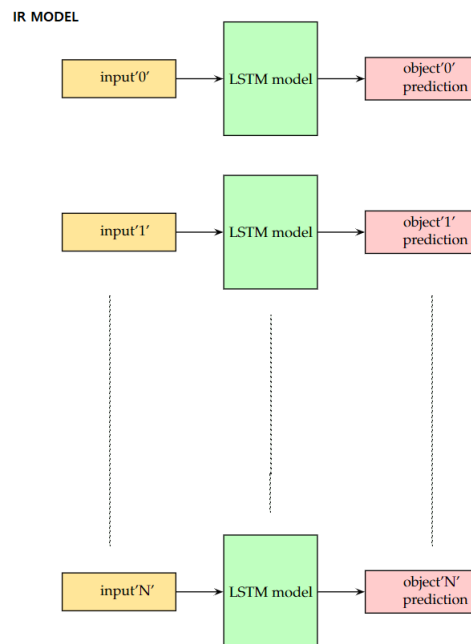 IR MODEL
input'0'
LSTM model
object'0'
prediction
input'1'
LSTM model
object'1'
prediction
input'N'
LSTM model
object'N'
prediction